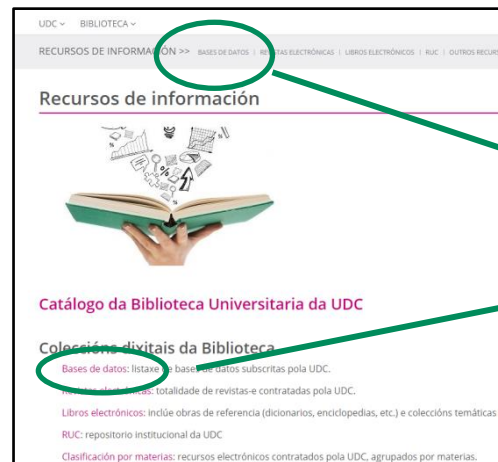 UDC BIBLIOTECA
RECURSOS DE INFORMACIÓN >> BASES DE DATOS | REVISTAS ELECTRÓNICAS | LIBROS ELECTRÓNICOS | RUC | OUTROS RECURS
Recursos de información
Catálogo da Biblioteca Universitaria da UDC
Coleccións dixitais da Biblioteca
Bases de datos: listaxe de bases de datos subscritas pola UDC.
Revistas electrónicas: totalidade de revistas-e contratadas pola UDC.
Libros electrónicos: inclúe obras de referencia (dicionarios, enciclopedias, etc.) e coleccións temáticas
RUC: repositorio institucional da UDC
Clasificación por materias: recursos electrónicos contratados pola UDC, agrupados por materias.